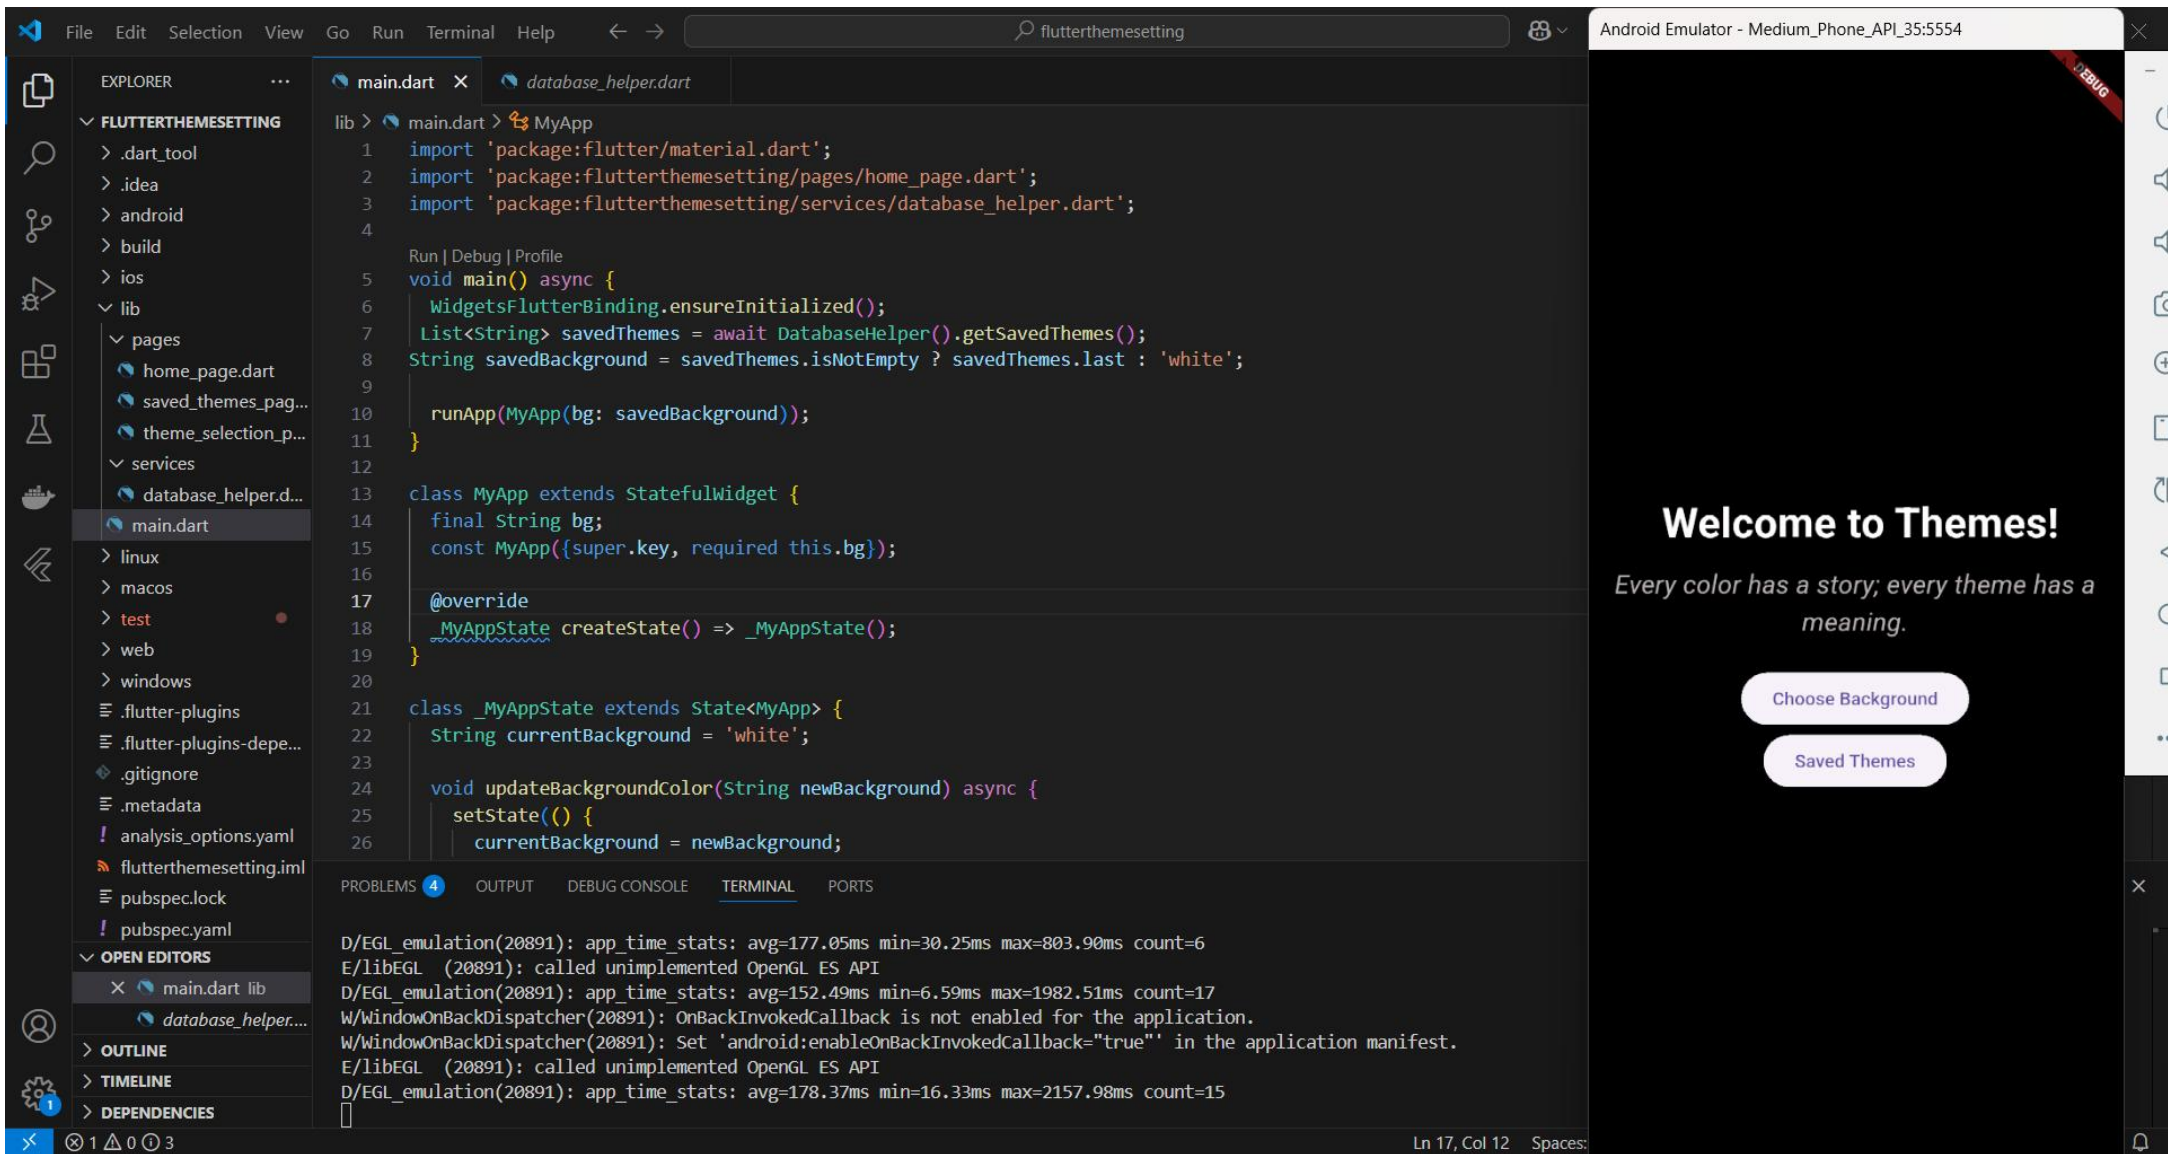 File Edit Selection View Go Run Terminal Help
flutterthemesetting
EXPLORER
FLUTTERTHEMESETTING
.dart_tool
.idea
android
build
ios
lib
pages
home_page.dart
saved_themes_pag...
theme_selection_p...
services
database_helper.d...
main.dart
linux
macos
test
web
windows
.flutter-plugins
.flutter-plugins-depe...
.gitignore
.metadata
analysis_options.yaml
flutterthemesetting.iml
pubspec.lock
pubspec.yaml
OPEN EDITORS
main.dart lib
database_helper....
OUTLINE
TIMELINE
DEPENDENCIES
main.dart
database_helper.dart
lib > main.dart > MyApp
1 import 'package:flutter/material.dart';
2 import 'package:flutterthemesetting/pages/home_page.dart';
3 import 'package:flutterthemesetting/services/database_helper.dart';
4
Run | Debug | Profile
5 void main() async {
6 WidgetsFlutterBinding.ensureInitialized();
7 List<String> savedThemes = await DatabaseHelper().getSavedThemes();
8 String savedBackground = savedThemes.isNotEmpty ? savedThemes.last : 'white';
9
10 runApp(MyApp(bg: savedBackground));
11 }
12
13 class MyApp extends StatefulWidget {
14 final String bg;
15 const MyApp({super.key, required this.bg});
16
17 @override
18 _MyAppState createState() => _MyAppState();
19 }
20
21 class _MyAppState extends State<MyApp> {
22 String currentBackground = 'white';
23
24 void updateBackgroundColor(String newBackground) async {
25 setState(() {
26 currentBackground = newBackground;
PROBLEMS 4 OUTPUT DEBUG CONSOLE TERMINAL PORTS
D/EGL_emulation(20891): app_time_stats: avg=177.05ms min=30.25ms max=803.90ms count=6
E/libEGL (20891): called unimplemented OpenGL ES API
D/EGL_emulation(20891): app_time_stats: avg=152.49ms min=6.59ms max=1982.51ms count=17
W/WindowOnBackDispatcher(20891): OnBackInvokedCallback is not enabled for the application.
W/WindowOnBackDispatcher(20891): Set 'android:enableOnBackInvokedCallback="true"' in the application manifest.
E/libEGL (20891): called unimplemented OpenGL ES API
D/EGL_emulation(20891): app_time_stats: avg=178.37ms min=16.33ms max=2157.98ms count=15
1
1 0 3
Ln 17, Col 12 Spaces:
Android Emulator - Medium_Phone_API_35:5554
DEBUG
Welcome to Themes!
Every color has a story; every theme has a
meaning.
Choose Background
Saved Themes